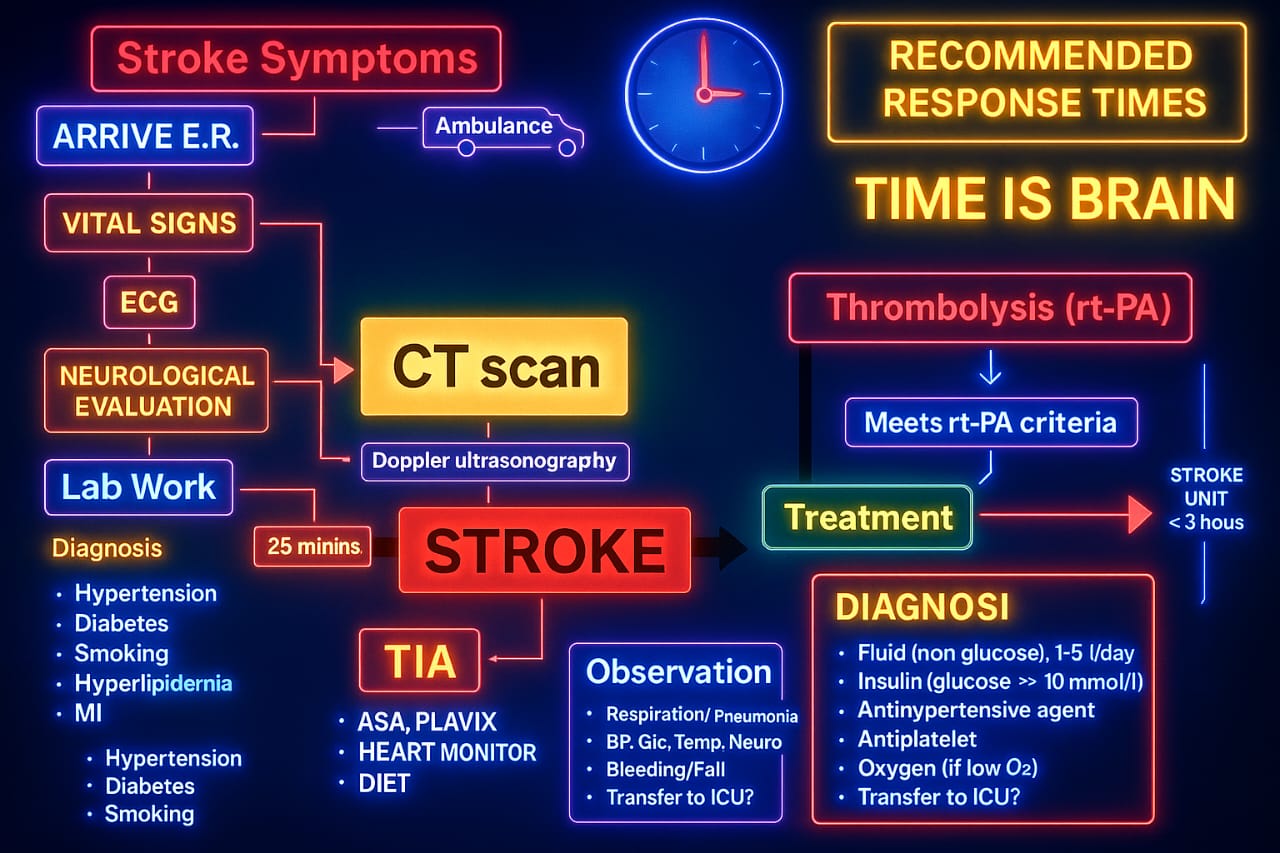 Stroke Symptoms
ARRIVE E.R.
Ambulance
RECOMMENDED
RESPONSE TIMES
TIME IS BRAIN
VITAL SIGNS
ECG
NEUROLOGICAL
EVALUATION
Lab Work
CT scan
Doppler ultrasonography
25 minins.
STROKE
Thrombolysis (rt-PA)
Meets rt-PA criteria
Treatment
STROKE
UNIT
< 3 hous
Diagnosis
• Hypertension
• Diabetes
• Smoking
• Hyperlipidernia
• MI
• Hypertension
• Diabetes
• Smoking
TIA
• ASA, PLAVIX
• HEART MONITOR
• DIET
Observation
• Respiration/ Pneumonia
• BP. Gic, Temp. Neuro
• Bleeding/Fall
• Transfer to ICU?
DIAGNOSI
• Fluid (non glucose), 1-5 l/day
• Insulin (glucose >> 10 mmol/l)
• Antinypertensive agent
• Antiplatelet
• Oxygen (if low O₂)
• Transfer to ICU?